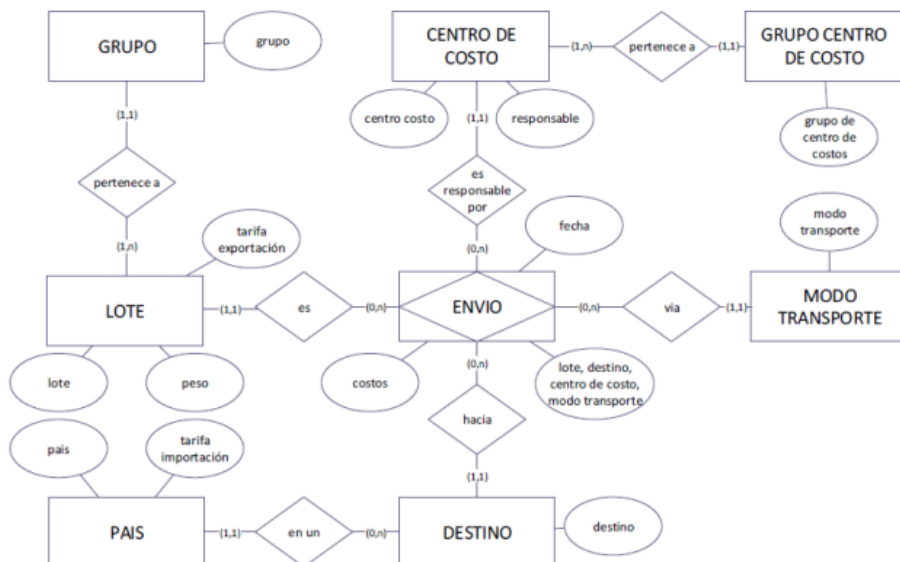 GRUPO
grupo
CENTRO DE
COSTO
(1,n)
pertenece a
(1,1)
GRUPO CENTRO
DE COSTO
(1,1)
centro costo
(1,1)
responsable
grupo de
centro de
costos
pertenece a
es
responsable
por
(1,n)
tarifa
exportación
(0,n)
fecha
modo
transporte
LOTE
(1,1)
es
(0,n)
ENVIO
(0,n)
via
(1,1)
MODO
TRANSPORTE
lote
peso
costos
(0,n)
lote, destino,
centro de costo,
modo transporte
pais
tarifa
importación
hacia
(1,1)
PAIS
(1,1)
en un
(0,n)
DESTINO
destino